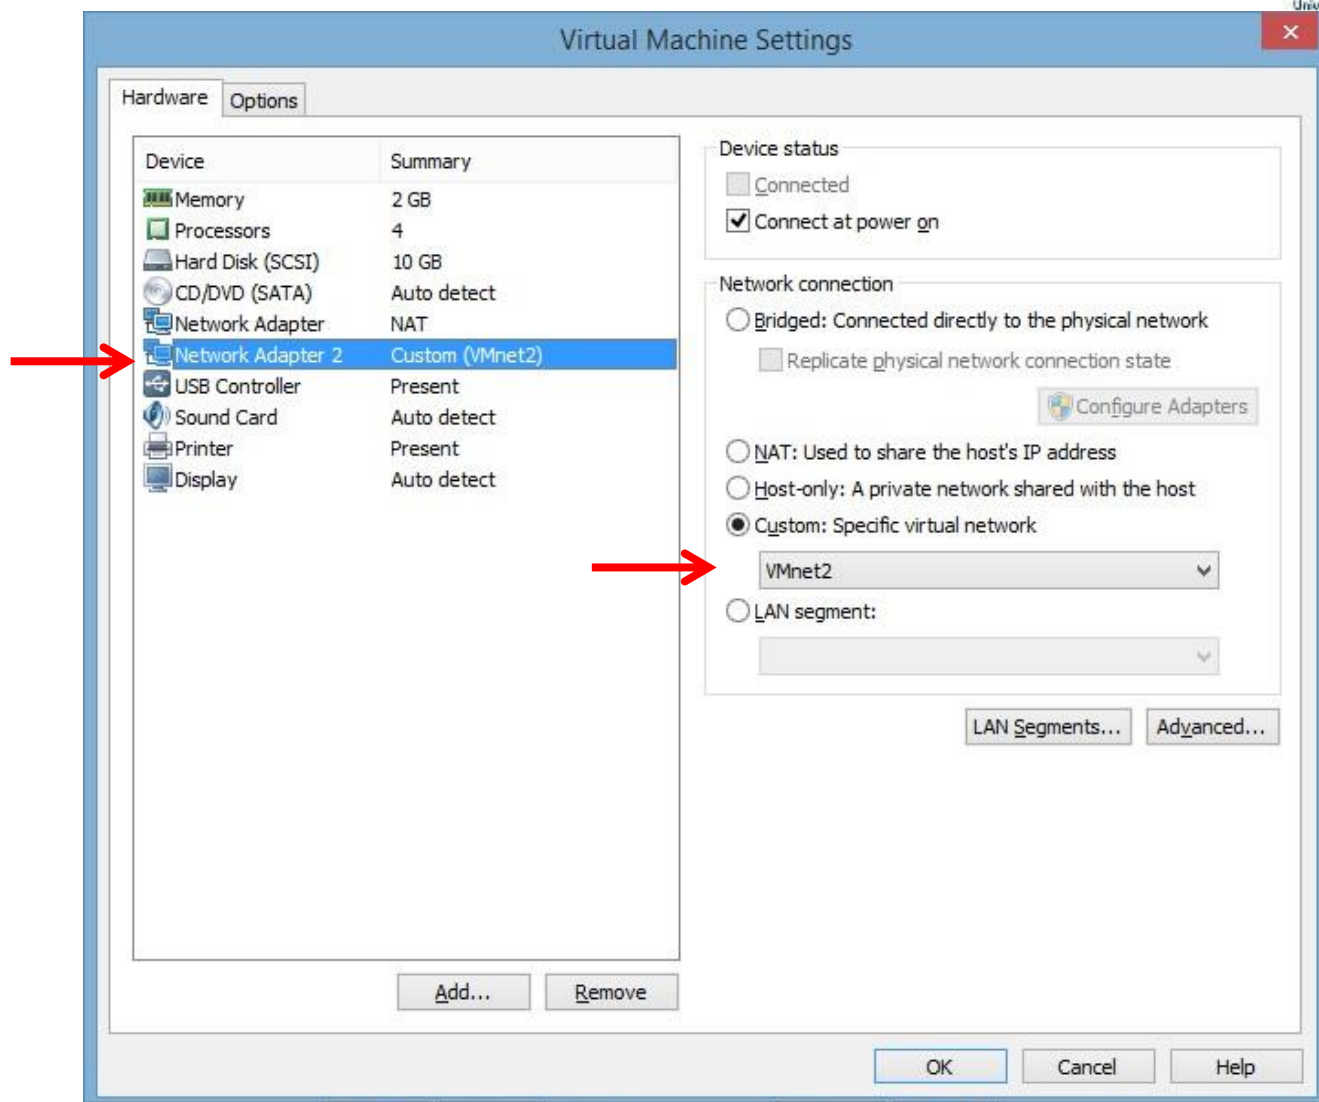 Univ
Virtual Machine Settings
Hardware
Options
Device Summary
Memory 2 GB
Processors 4
Hard Disk (SCSI) 10 GB
CD/DVD (SATA) Auto detect
Network Adapter NAT
Network Adapter 2 Custom (VMnet2)
USB Controller Present
Sound Card Auto detect
Printer Present
Display Auto detect
Add...
Remove
Device status
Connected
Connect at power on
Network connection
Bridged: Connected directly to the physical network
Replicate physical network connection state
Configure Adapters
NAT: Used to share the host's IP address
Host-only: A private network shared with the host
Custom: Specific virtual network
VMnet2
LAN segment:
LAN Segments...
Advanced...
OK
Cancel
Help